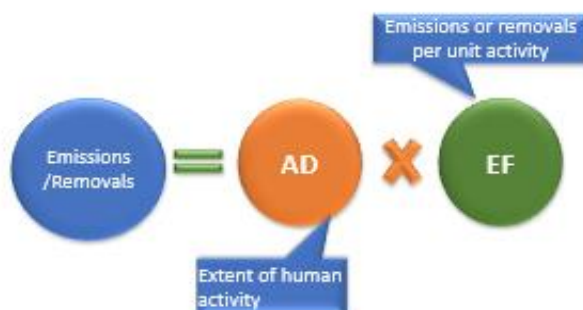 Emissions or removals
per unit activity
Emissions
/Removals
=
AD
×
EF
Extent of human
activity